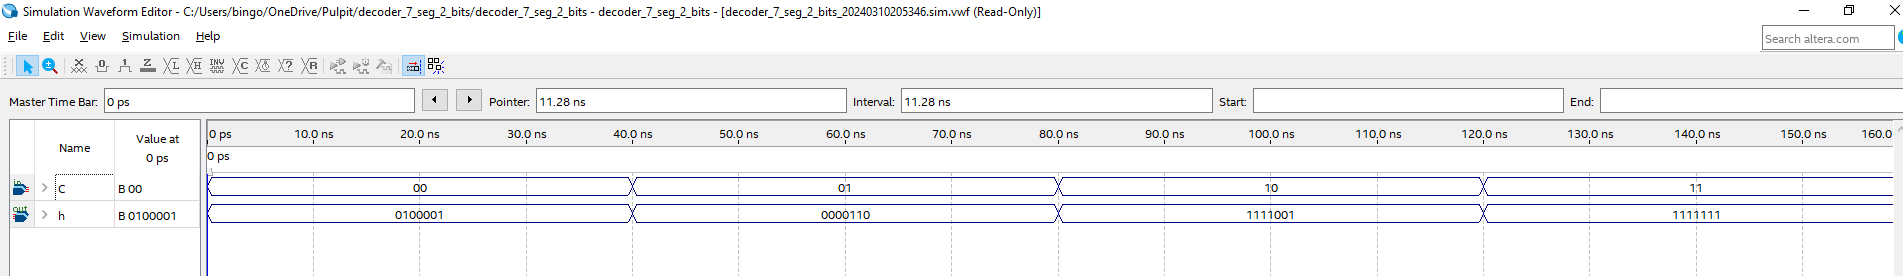 Simulation Waveform Editor - C:/Users/bingo/OneDrive/Pulpit/decoder_7_seg_2_bits/decoder_7_seg_2_bits - decoder_7_seg_2_bits - [decoder_7_seg_2_bits_20240310205346.sim.vwf (Read-Only)]
File Edit View Simulation Help
Search altera.com
Master Time Bar: 0 ps Pointer: 11.28 ns Interval: 11.28 ns Start: End:
Name Value at 0 ps
0 ps 10.0 ns 20.0 ns 30.0 ns 40.0 ns 50.0 ns 60.0 ns 70.0 ns 80.0 ns 90.0 ns 100.0 ns 110.0 ns 120.0 ns 130.0 ns 140.0 ns 150.0 ns 160.0
0 ps
in C B 00 00 01 10 11
out h B 0100001 0100001 0000110 1111001 1111111